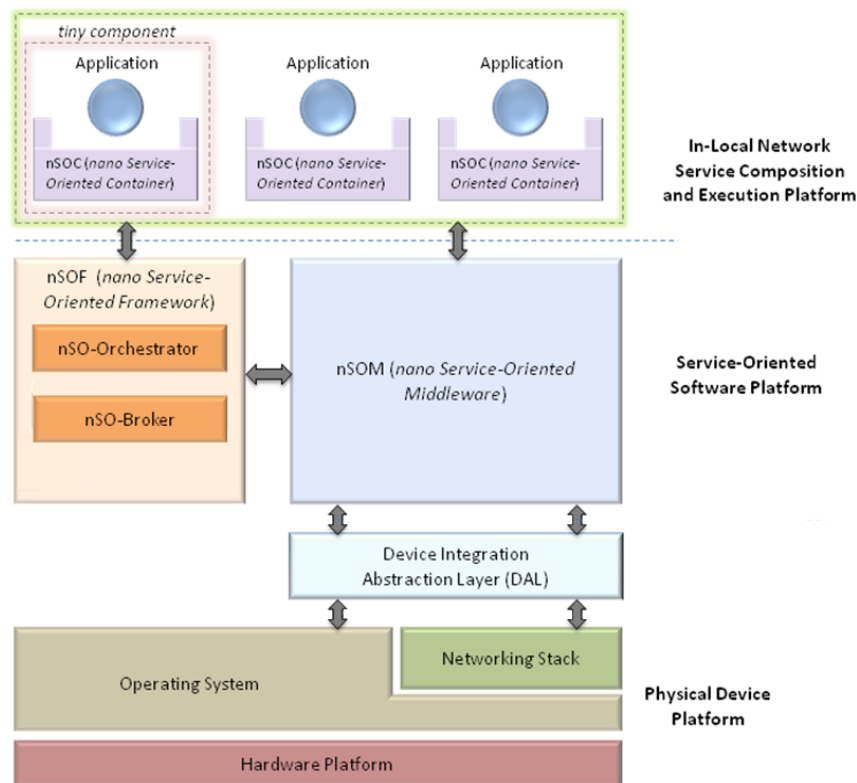 tiny component
Application
Application
Application
nSOC (nano Service-
Oriented Container)
nSOC (nano Service-
Oriented Container)
nSOC (nano Service-
Oriented Container)
In-Local Network
Service Composition
and Execution Platform
nSOF (nano Service-
Oriented Framework)
nSO-Orchestrator
nSO-Broker
nSOM (nano Service-Oriented
Middleware)
Service-Oriented
Software Platform
Device Integration
Abstraction Layer (DAL)
Operating System
Networking Stack
Physical Device
Platform
Hardware Platform